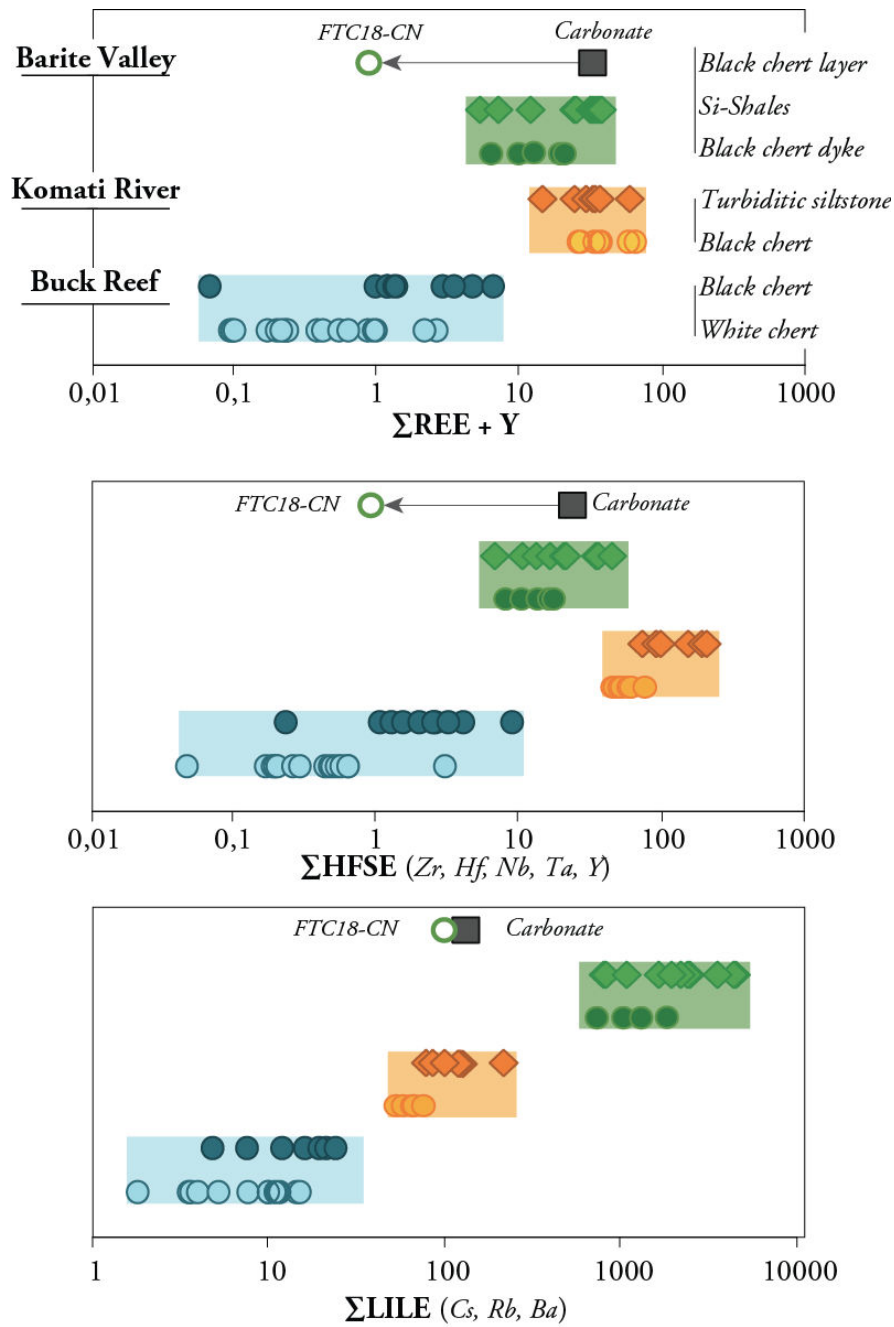 FTC18-CN Carbonate
Barite Valley
Black chert layer
Si-Shales
Black chert dyke
Komati River
Turbiditic siltstone
Black chert
Buck Reef
Black chert
White chert
0,01 0,1 1 10 100 1000
∑REE + Y
FTC18-CN Carbonate
0,01 0,1 1 10 100 1000
∑HFSE (Zr, Hf, Nb, Ta, Y)
FTC18-CN Carbonate
1 10 100 1000 10000
∑LILE (Cs, Rb, Ba)